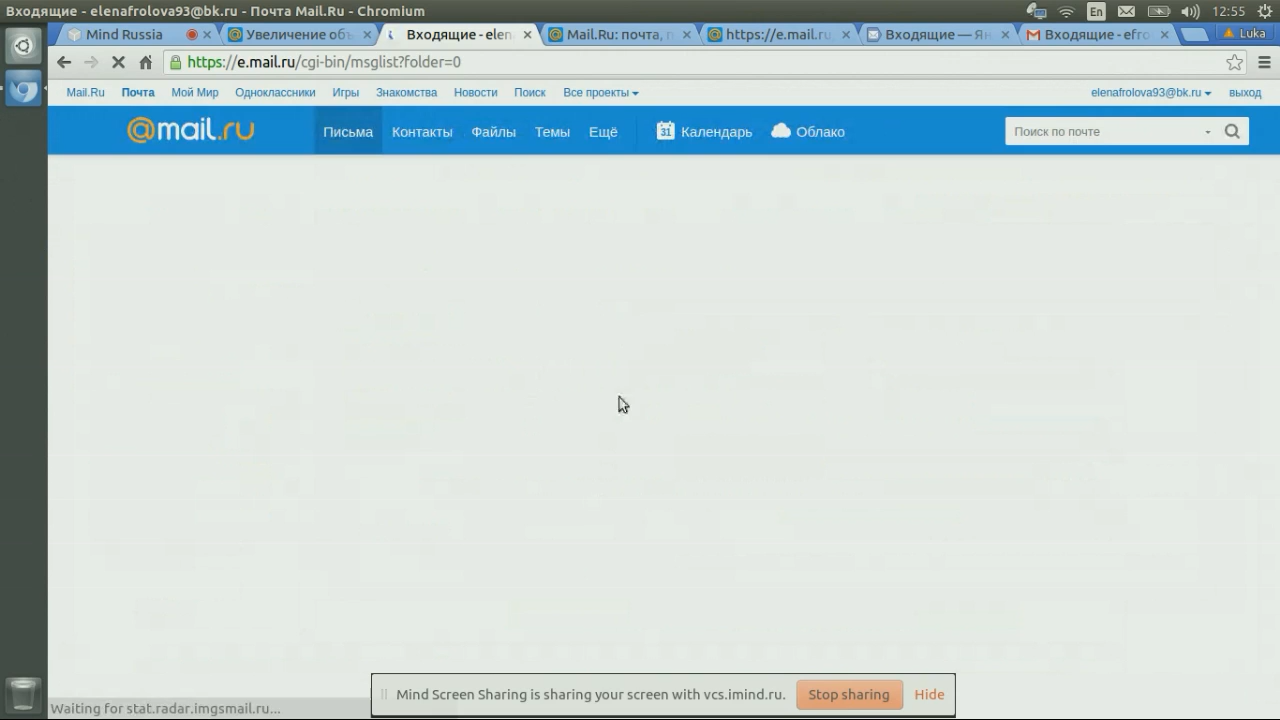 Входящие - elenafrolova93@bk.ru - Почта Mail.Ru - Chromium
En
12:55
Mind Russia
Увеличение объ
Входящие - elen
Mail.Ru: почта, п
https://e.mail.ru
Входящие — Ян
Входящие - efro
Luka
https://e.mail.ru/cgi-bin/msglist?folder=0
Mail.Ru Почта Мой Мир Одноклассники Игры Знакомства Новости Поиск Все проекты
elenafrolova93@bk.ru выход
@mail.ru
Письма Контакты Файлы Темы Ещё
31 Календарь Облако
Поиск по почте
Mind Screen Sharing is sharing your screen with vcs.imind.ru.
Stop sharing
Hide
Waiting for stat.radar.imgsmail.ru...